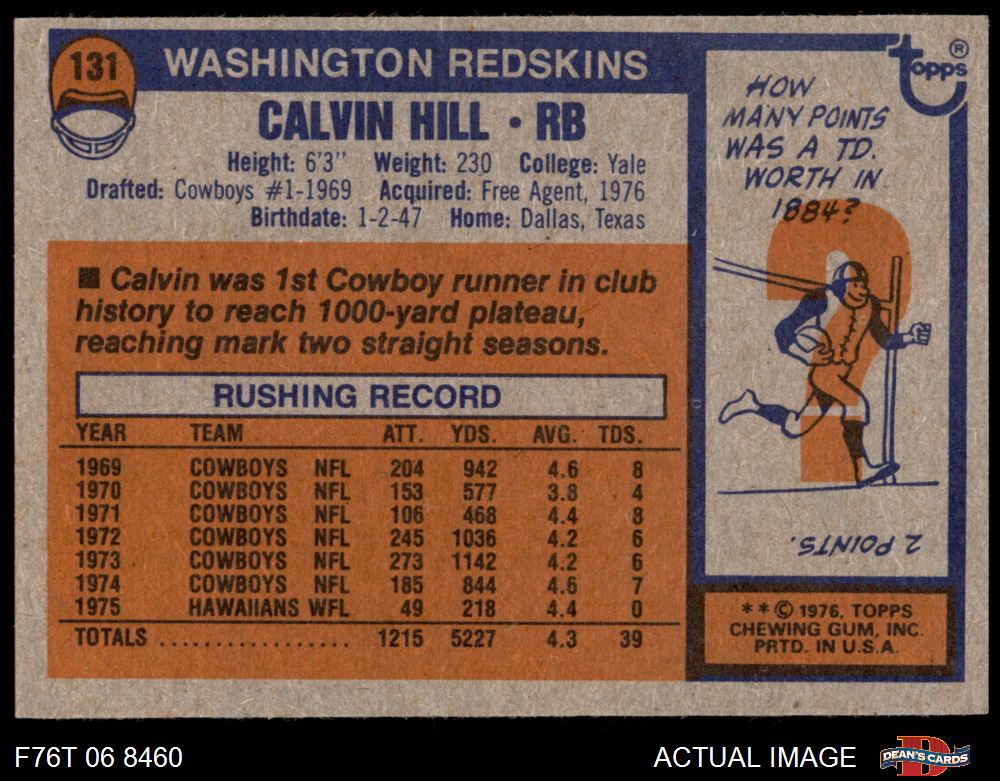 131
WASHINGTON REDSKINS
CALVIN HILL • RB
Height: 6'3" Weight: 230 College: Yale
Drafted: Cowboys #1-1969 Acquired: Free Agent, 1976
Birthdate: 1-2-47 Home: Dallas, Texas
■ Calvin was 1st Cowboy runner in club
history to reach 1000-yard plateau,
reaching mark two straight seasons.
RUSHING RECORD
YEAR TEAM ATT. YDS. AVG. TDS.
1969 COWBOYS NFL 204 942 4.6 8
1970 COWBOYS NFL 153 577 3.8 4
1971 COWBOYS NFL 106 468 4.4 8
1972 COWBOYS NFL 245 1036 4.2 6
1973 COWBOYS NFL 273 1142 4.2 6
1974 COWBOYS NFL 185 844 4.6 7
1975 HAWAIIANS WFL 49 218 4.4 0
TOTALS .................. 1215 5227 4.3 39
topps ®
HOW
MANY POINTS
WAS A TD.
WORTH IN
1884?
?
2 POINTS.
* * © 1976, TOPPS
CHEWING GUM, INC.
PRTD. IN U.S.A.
F76T 06 8460
ACTUAL IMAGE
D
DEAN'S CARDS